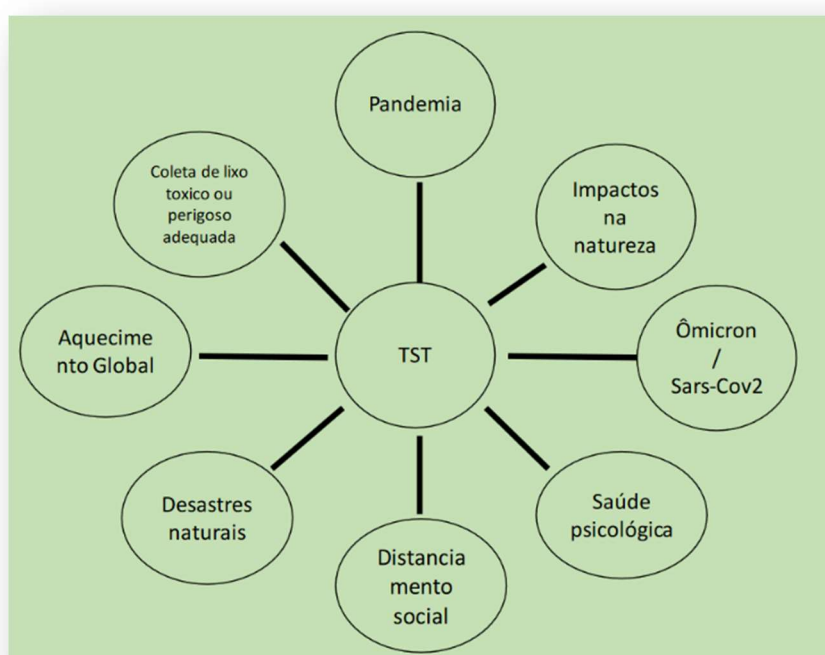 Pandemia
Coleta de lixo
toxico ou
perigoso
adequada
Impactos
na
natureza
Aquecime
nto Global
TST
Ômicron
/
Sars-Cov2
Desastres
naturais
Saúde
psicológica
Distancia
mento
social